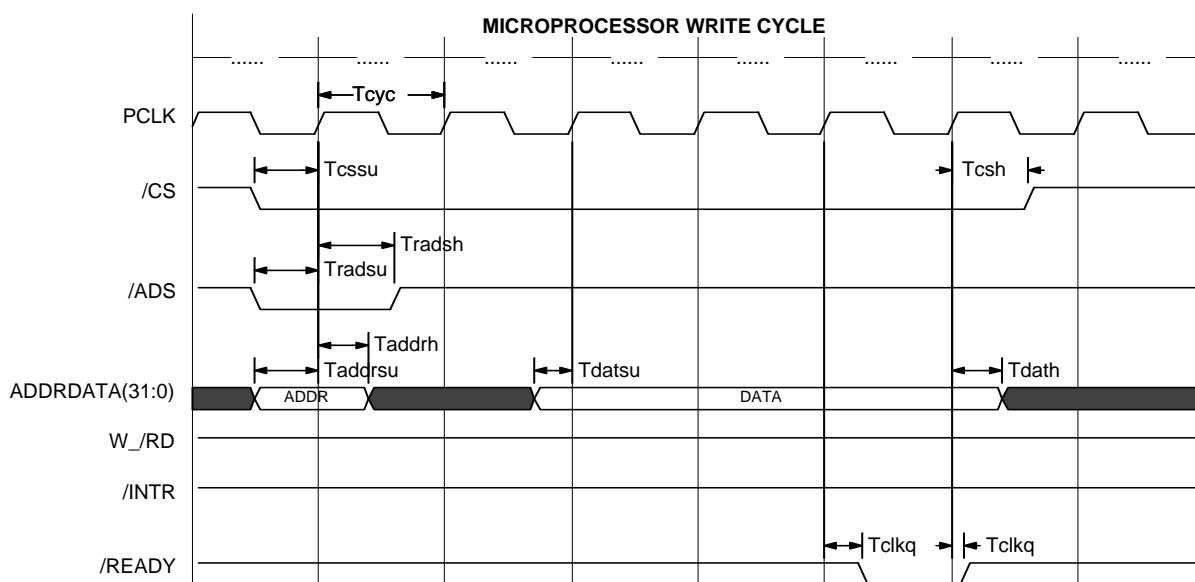 MICROPROCESSOR WRITE CYCLE
...... ...... ...... ...... ...... ...... ...... ......
Tcyc
PCLK
Tcssu
Tcsh
/CS
Tradsh
Tradsu
/ADS
Taddrh
Taddrsu
Tdatsu
Tdath
ADDRDATA(31:0)
ADDR
DATA
W_/RD
/INTR
Tclkq
Tclkq
/READY